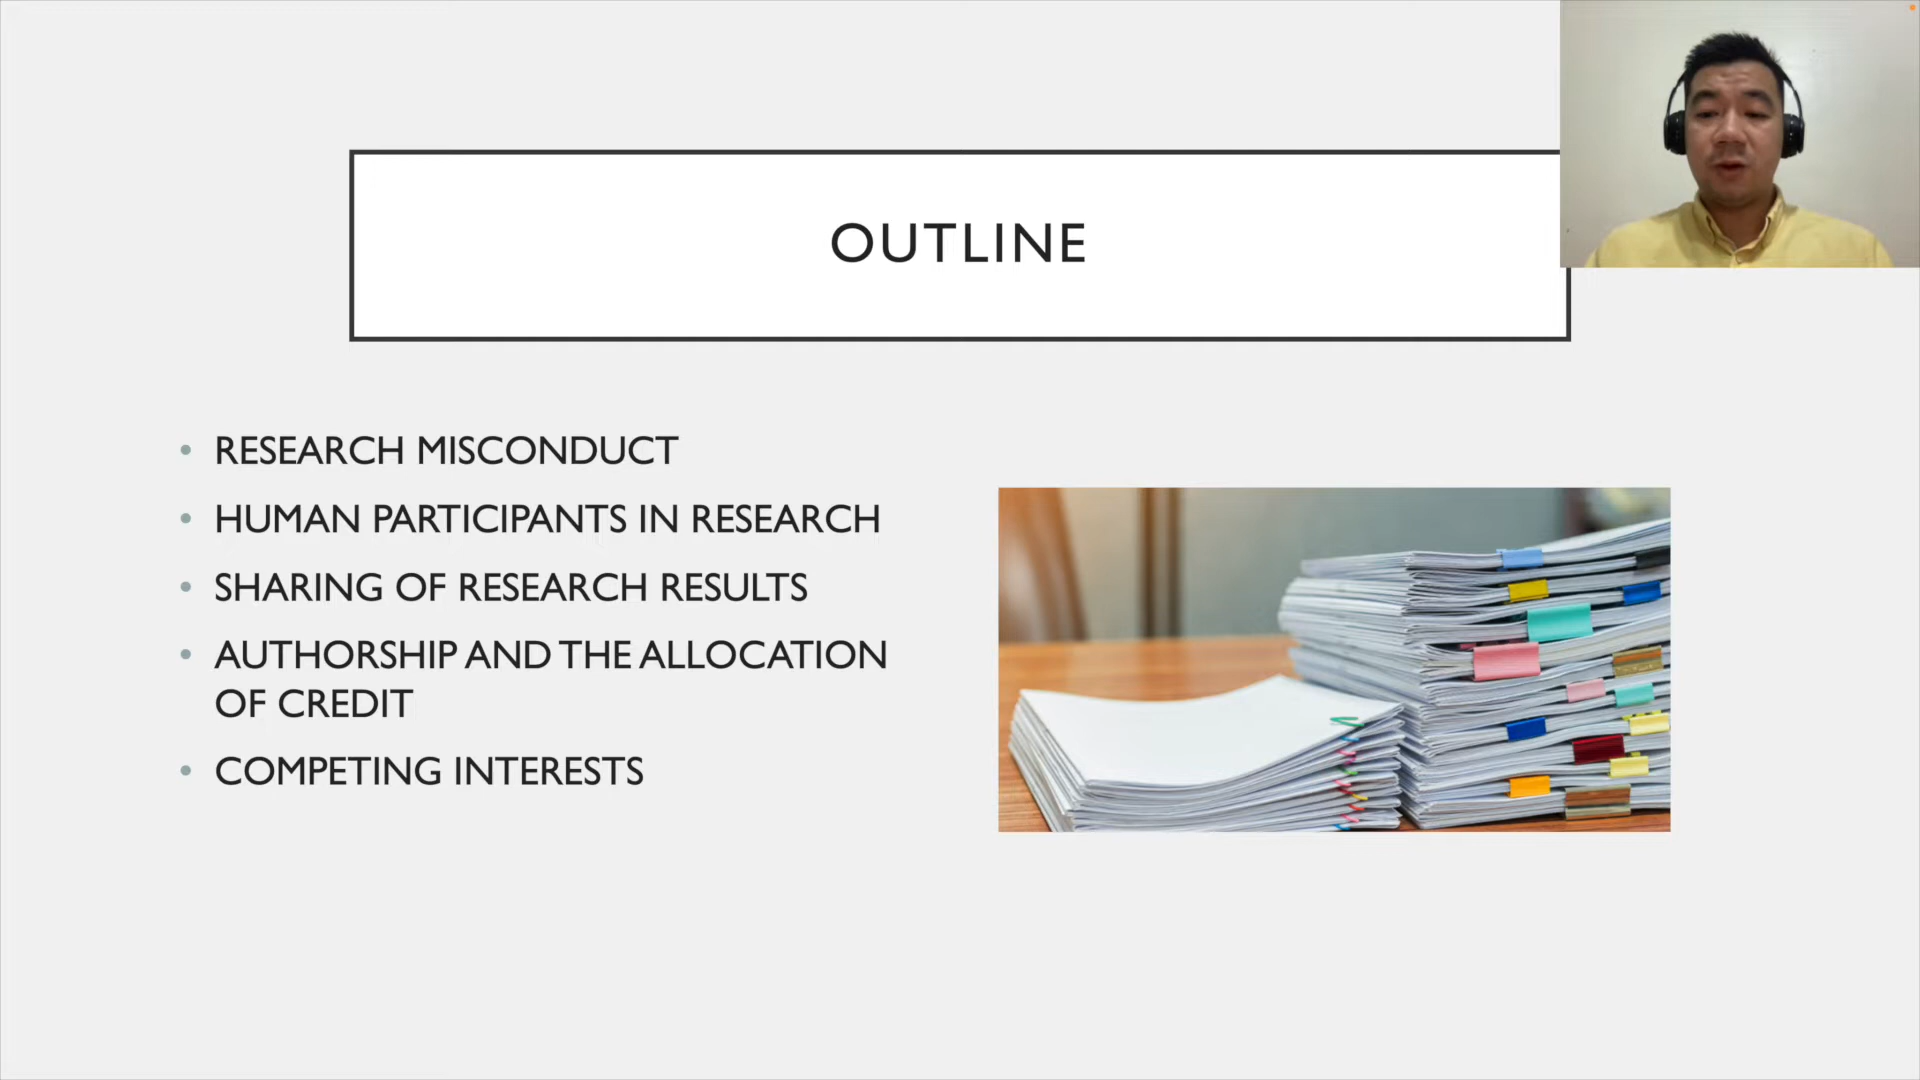 OUTLINE
• RESEARCH MISCONDUCT
• HUMAN PARTICIPANTS IN RESEARCH
• SHARING OF RESEARCH RESULTS
• AUTHORSHIP AND THE ALLOCATION
OF CREDIT
• COMPETING INTERESTS